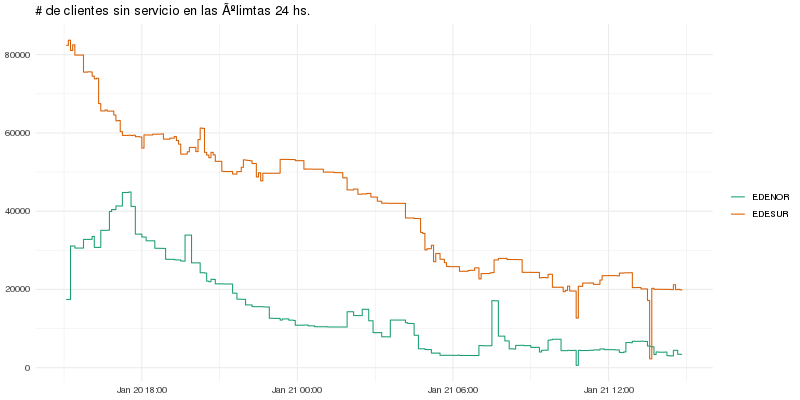 # de clientes sin servicio en las Ãºlimtas 24 hs.
80000
60000
40000
20000
0
Jan 20 18:00
Jan 21 00:00
Jan 21 06:00
Jan 21 12:00
EDENOR
EDESUR